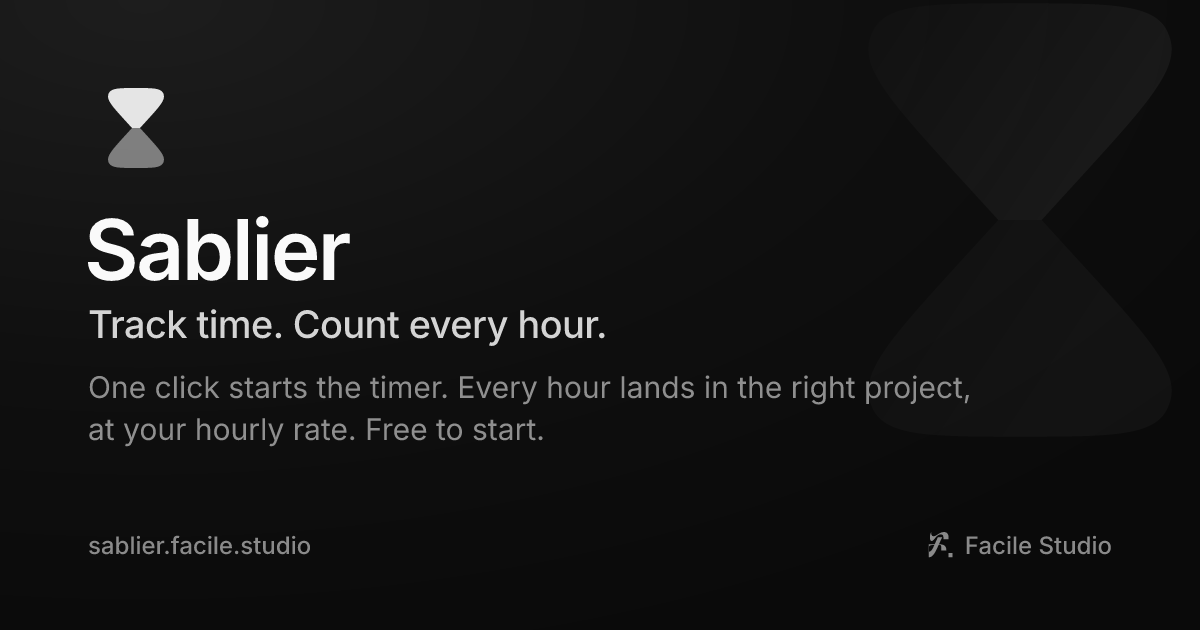 Sablier
Track time. Count every hour.
One click starts the timer. Every hour lands in the right project,
at your hourly rate. Free to start.
sablier.facile.studio
Facile Studio